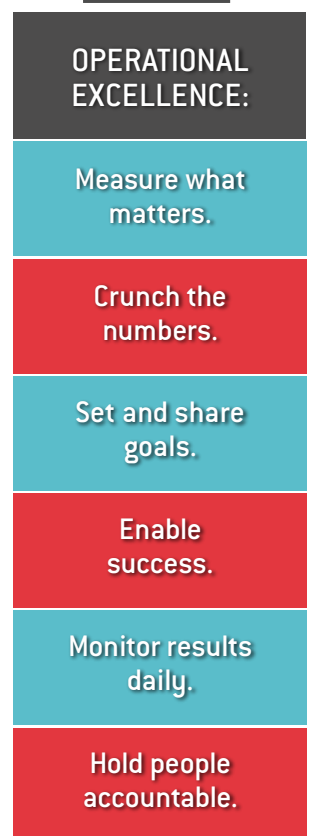 OPERATIONAL
EXCELLENCE:
Measure what
matters.
Crunch the
numbers.
Set and share
goals.
Enable
success.
Monitor results
daily.
Hold people
accountable.